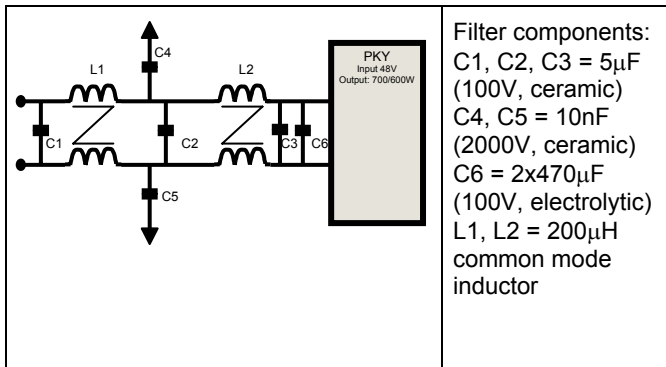 C4
L1
L2
C1
C2
C3
C6
C5
PKY
Input 48V
Output: 700/600W
Filter components:
C1, C2, C3 = 5μF
(100V, ceramic)
C4, C5 = 10nF
(2000V, ceramic)
C6 = 2x470μF
(100V, electrolytic)
L1, L2 = 200μH
common mode
inductor